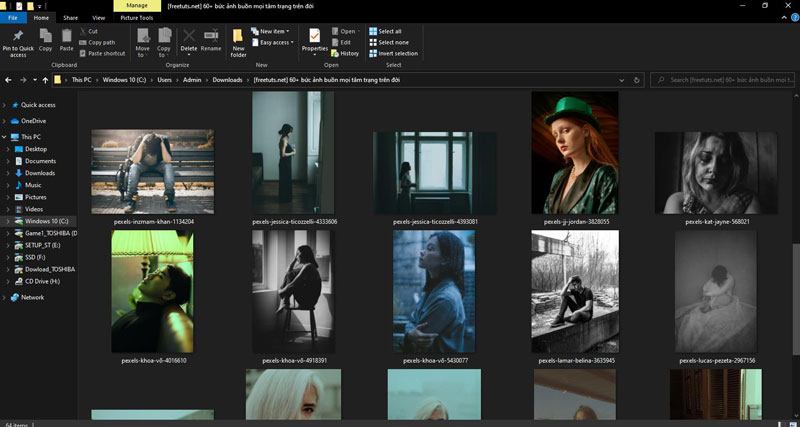 Manage
[freetuts.net] 60+ bức ảnh buồn mọi tâm trạng trên đời
File
Home
Share
View
Picture Tools
Pin to Quick access
Copy
Paste
Cut
Copy path
Paste shortcut
Clipboard
Move to
Copy to
Delete
Rename
Organize
New folder
New item
Easy access
New
Properties
Open
Edit
History
Open
Select all
Select none
Invert selection
Select
This PC > Windows 10 (C:) > Users > Admin > Downloads > [freetuts.net] 60+ bức ảnh buồn mọi tâm trạng trên đời
Search [freetuts.net] 60+ bức ảnh buồn mọi t...
Quick access
OneDrive
This PC
Desktop
Documents
Downloads
Music
Pictures
Videos
Windows 10 (C:)
Game1_TOSHIBA (D
SETUP_ST (E:)
SSD (F:)
Dowload_TOSHIBA
CD Drive (H:)
Network
pexels-inzmam-khan-1134204
pexels-jessica-ticozzelli-4333606
pexels-jessica-ticozzelli-4393081
pexels-jj-jordan-3828055
pexels-kat-jayne-568021
pexels-khoa-võ-4016610
pexels-khoa-võ-4918391
pexels-khoa-võ-5430077
pexels-lamar-belina-3635945
pexels-lucas-pezeta-2967156
64 items